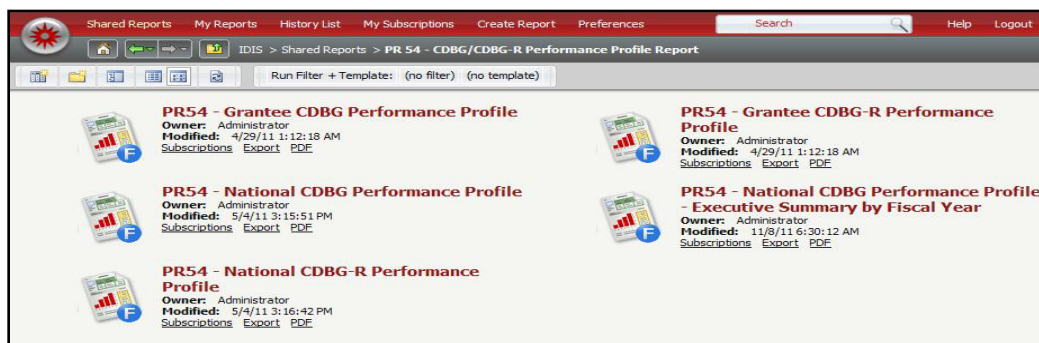 Shared Reports My Reports History List My Subscriptions Create Report Preferences Search Help Logout
IDIS > Shared Reports > PR 54 - CDBG/CDBG-R Performance Profile Report
Run Filter + Template: (no filter) (no template)
PR54 - Grantee CDBG Performance Profile
Owner: Administrator
Modified: 4/29/11 1:12:18 AM
Subscriptions Export PDF
PR54 - Grantee CDBG-R Performance
Profile
Owner: Administrator
Modified: 4/29/11 1:12:18 AM
Subscriptions Export PDF
PR54 - National CDBG Performance Profile
Owner: Administrator
Modified: 5/4/11 3:15:51 PM
Subscriptions Export PDF
PR54 - National CDBG Performance Profile
- Executive Summary by Fiscal Year
Owner: Administrator
Modified: 11/8/11 6:30:12 AM
Subscriptions Export PDF
PR54 - National CDBG-R Performance
Profile
Owner: Administrator
Modified: 5/4/11 3:16:42 PM
Subscriptions Export PDF
F
F
F
F
F